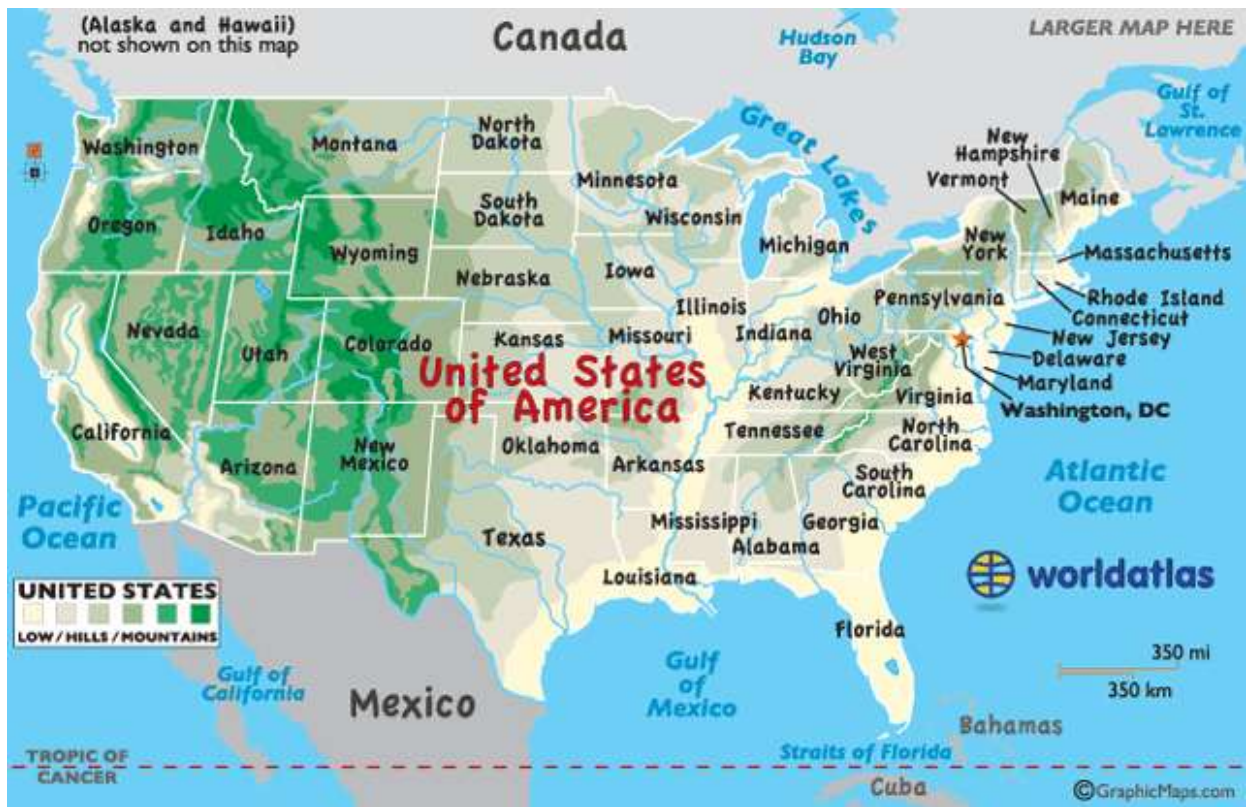 (Alaska and Hawaii)
not shown on this map
Canada
Hudson
Bay
LARGER MAP HERE
Gulf of
St.
Lawrence
Great Lakes
Washington
Montana
North
Dakota
Minnesota
New
Hampshire
Vermont
Maine
Oregon
Idaho
South
Dakota
Wisconsin
Michigan
New
York
Massachusetts
Wyoming
Nebraska
Iowa
Illinois
Indiana
Ohio
Pennsylvania
Rhode Island
Connecticut
New Jersey
Delaware
Maryland
Washington, DC
Nevada
Utah
Colorado
Kansas
Missouri
West
Virginia
Virginia
Kentucky
United States
of America
California
Arizona
New
Mexico
Oklahoma
Arkansas
Tennessee
North
Carolina
South
Carolina
Pacific
Ocean
Atlantic
Ocean
Texas
Louisiana
Mississippi
Alabama
Georgia
Florida
worldatlas
UNITED STATES
LOW / HILLS / MOUNTAINS
Gulf of
California
Mexico
Gulf
of
Mexico
350 mi
350 km
Bahamas
Straits of Florida
TROPIC OF
CANCER
Cuba
©GraphicMaps.com